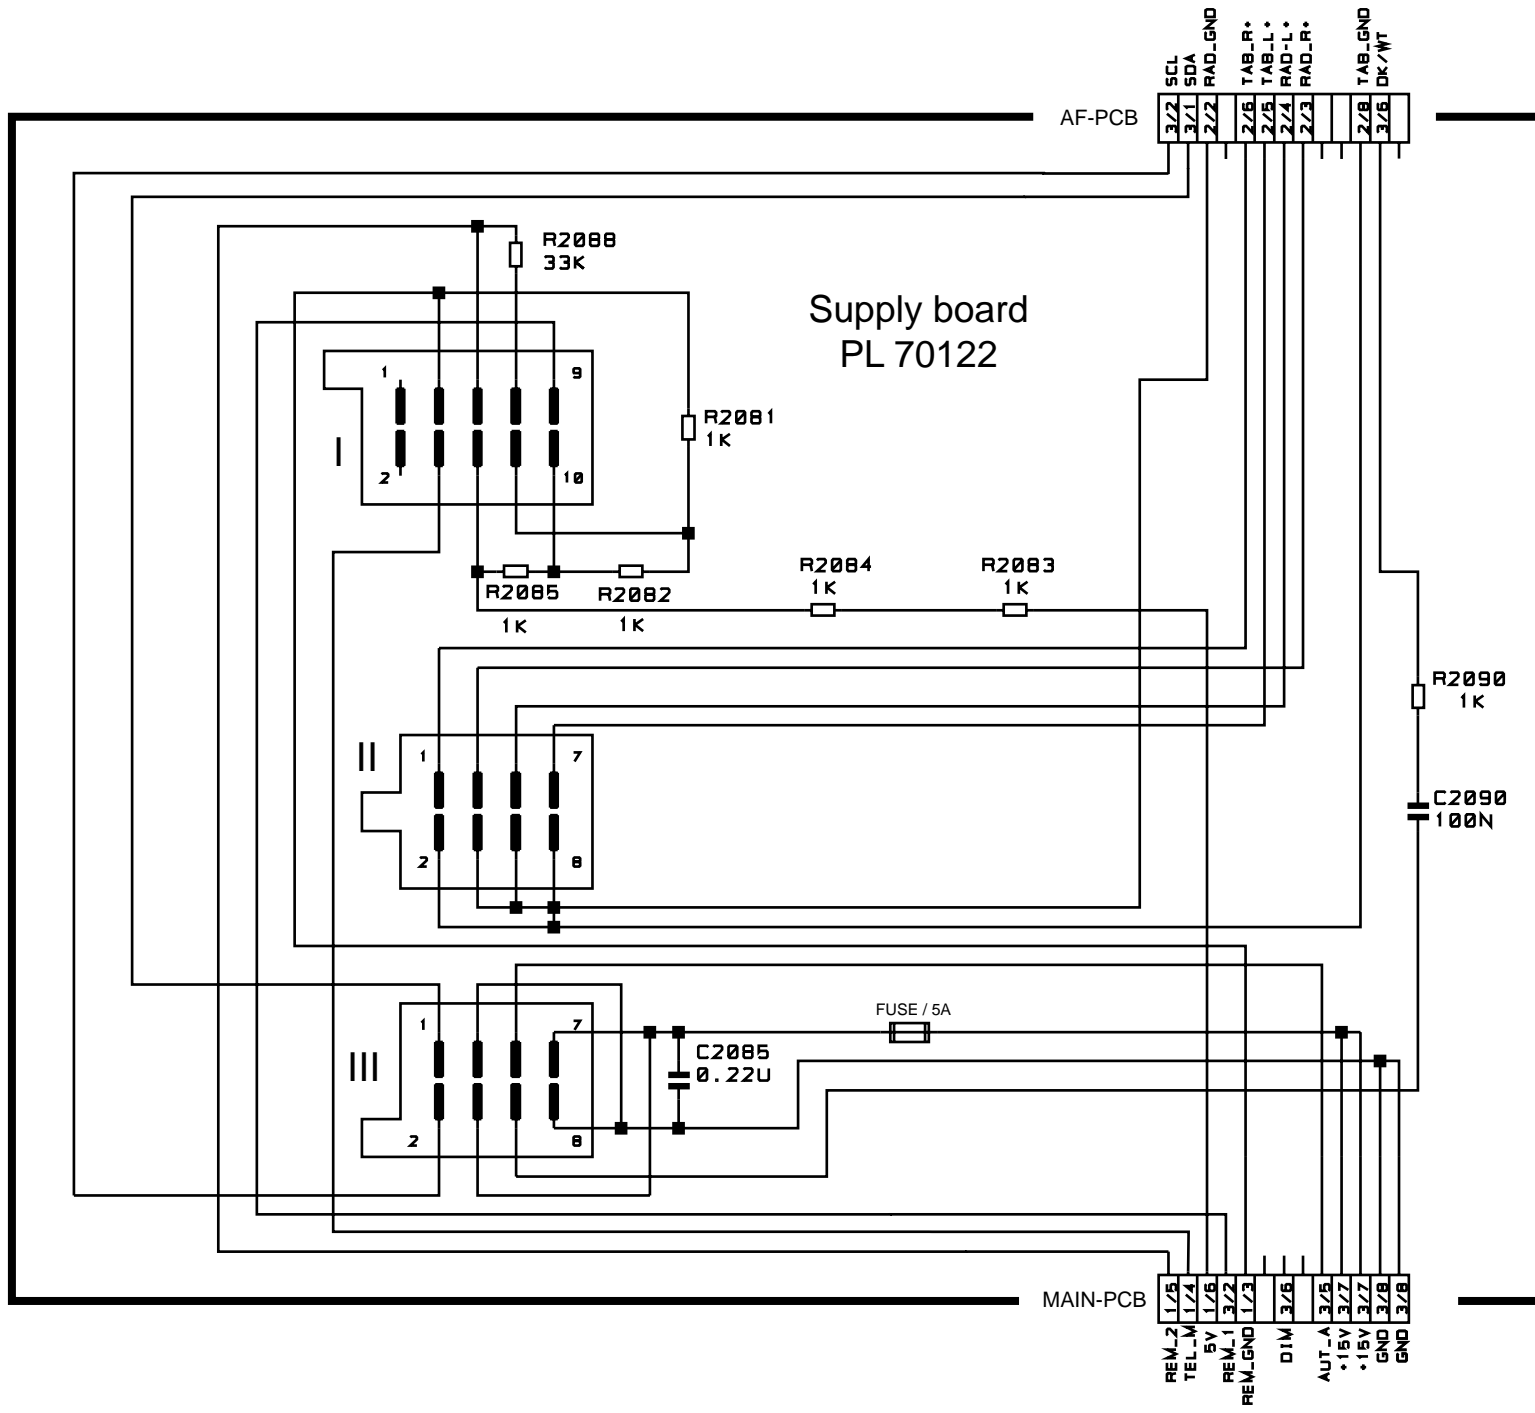 SCL
SDA
RAD_GND
TAB_R+
TAB_L+
RAD-L+
RAD_R+
TAB_GND
DK/WT
AF-PCB
3/2
3/1
2/2
2/6
2/5
2/4
2/3
2/8
3/6
R2088
33K
Supply board
PL 70122
1
9
I
2
10
R2081
1K
R2085
1K
R2082
1K
R2084
1K
R2083
1K
R2090
1K
C2090
100N
II
1
7
2
8
FUSE / 5A
III
1
7
2
8
C2085
0.22U
MAIN-PCB
1/5
1/4
1/6
3/2
1/3
3/6
3/5
3/7
3/7
3/8
3/8
REM_2
TEL_M
5V
REM_1
REM_GND
DIM
AUT_A
+15V
+15V
GND
GND